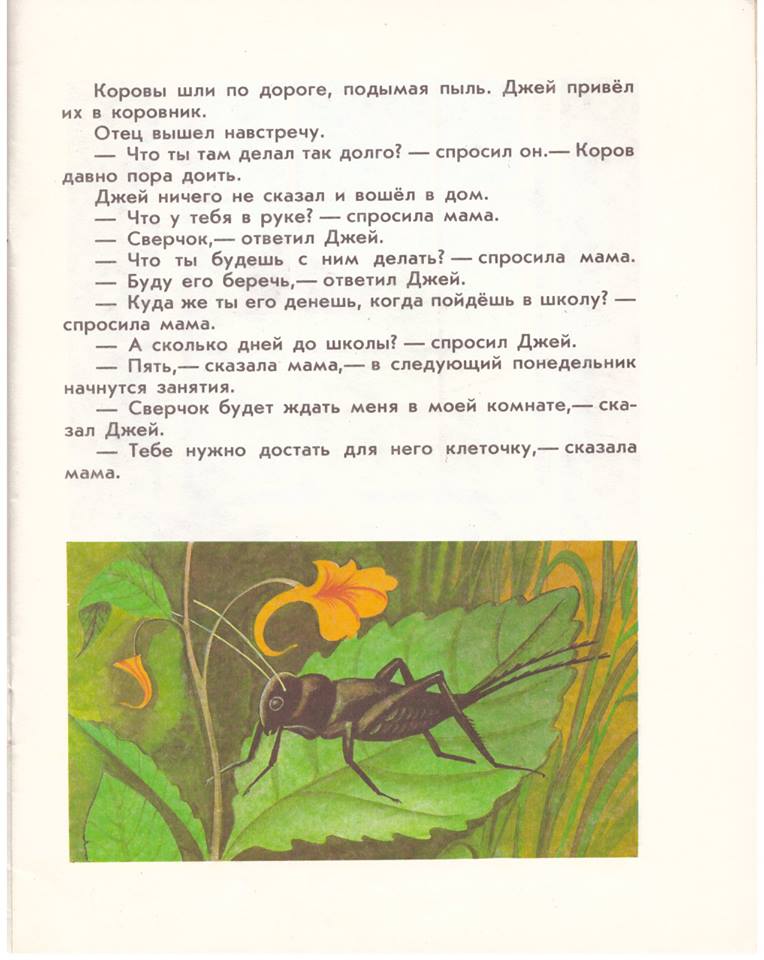 Коровы шли по дороге, подымая пыль. Джей привёл
их в коровник.
Отец вышел навстречу.
— Что ты там делал так долго? — спросил он.— Коров
давно пора доить.
Джей ничего не сказал и вошёл в дом.
— Что у тебя в руке? — спросила мама.
— Сверчок,— ответил Джей.
— Что ты будешь с ним делать? — спросила мама.
— Буду его беречь,— ответил Джей.
— Куда же ты его денешь, когда пойдёшь в школу? —
спросила мама.
— А сколько дней до школы? — спросил Джей.
— Пять,— сказала мама,— в следующий понедельник
начнутся занятия.
— Сверчок будет ждать меня в моей комнате,— ска-
зал Джей.
— Тебе нужно достать для него клеточку,— сказала
мама.